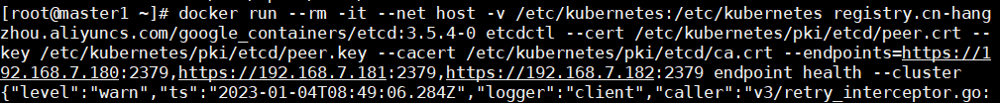 [root@master1 ~]# docker run --rm -it --net host -v /etc/kubernetes:/etc/kubernetes registry.cn-hang
zhou.aliyuncs.com/google_containers/etcd:3.5.4-0 etcdctl --cert /etc/kubernetes/pki/etcd/peer.crt --
key /etc/kubernetes/pki/etcd/peer.key --cacert /etc/kubernetes/pki/etcd/ca.crt --endpoints=https://1
92.168.7.180:2379,https://192.168.7.181:2379,https://192.168.7.182:2379 endpoint health --cluster
{"level":"warn","ts":"2023-01-04T08:49:06.284Z","logger":"client","caller":"v3/retry_interceptor.go: